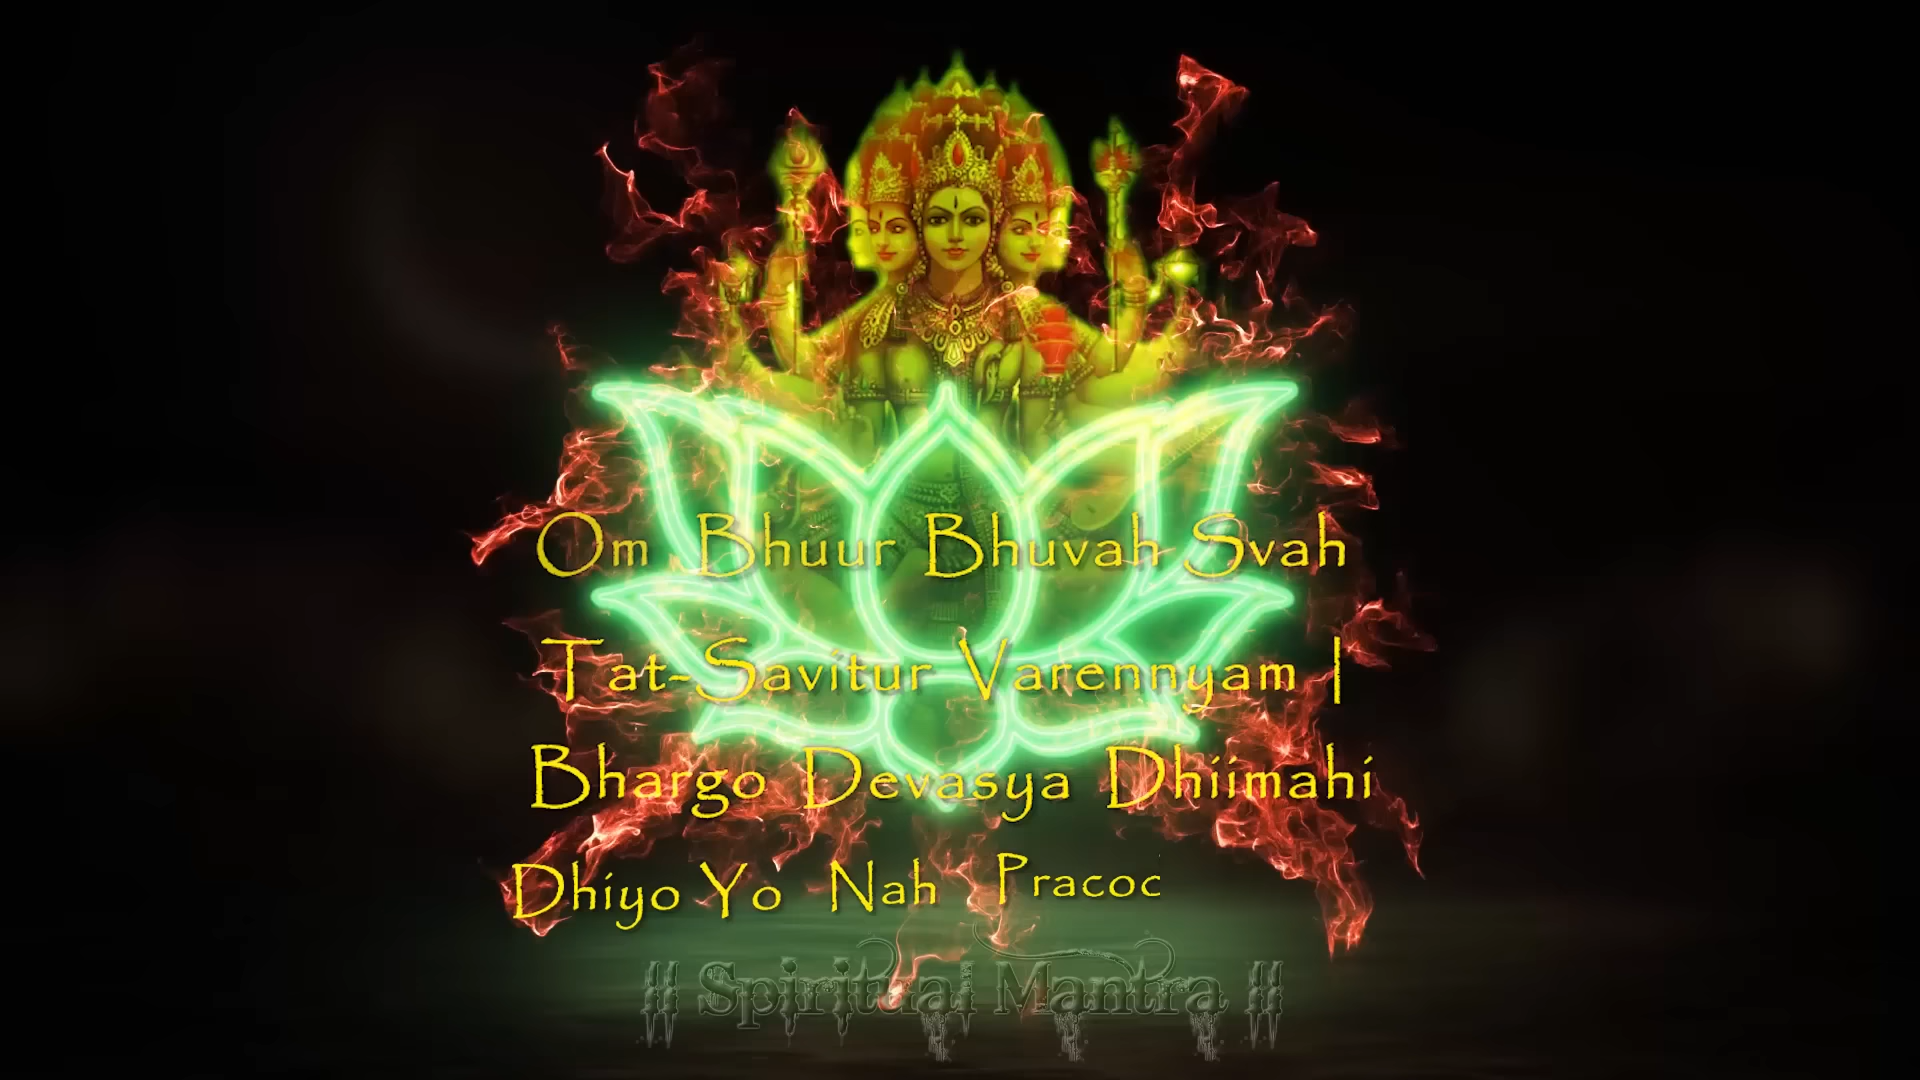 Om Bhuur Bhuvah Svah
Tat-Savitur Varennyam |
Bhargo Devasya Dhiimahi
Dhiyo Yo Nah Pracoc
|| Spiritual Mantra ||